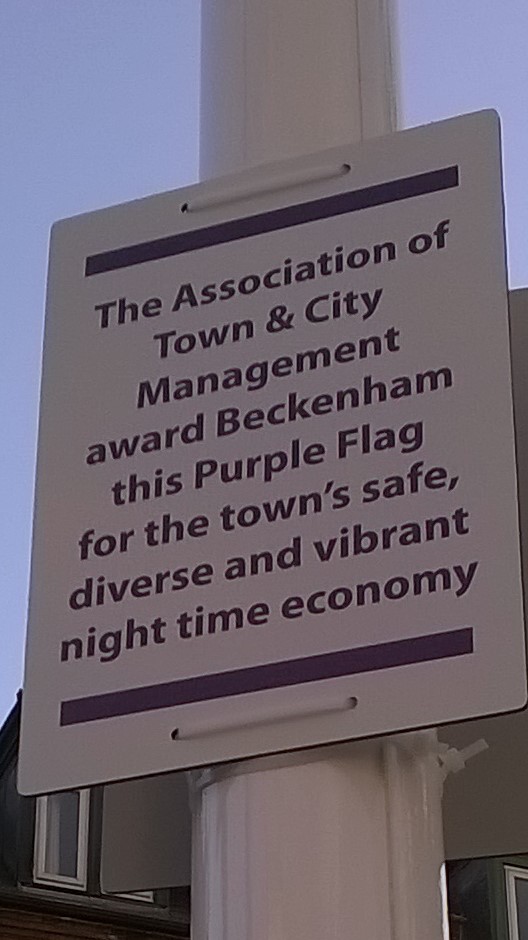 The Association of
Town & City
Management
award Beckenham
this Purple Flag
for the town's safe,
diverse and vibrant
night time economy